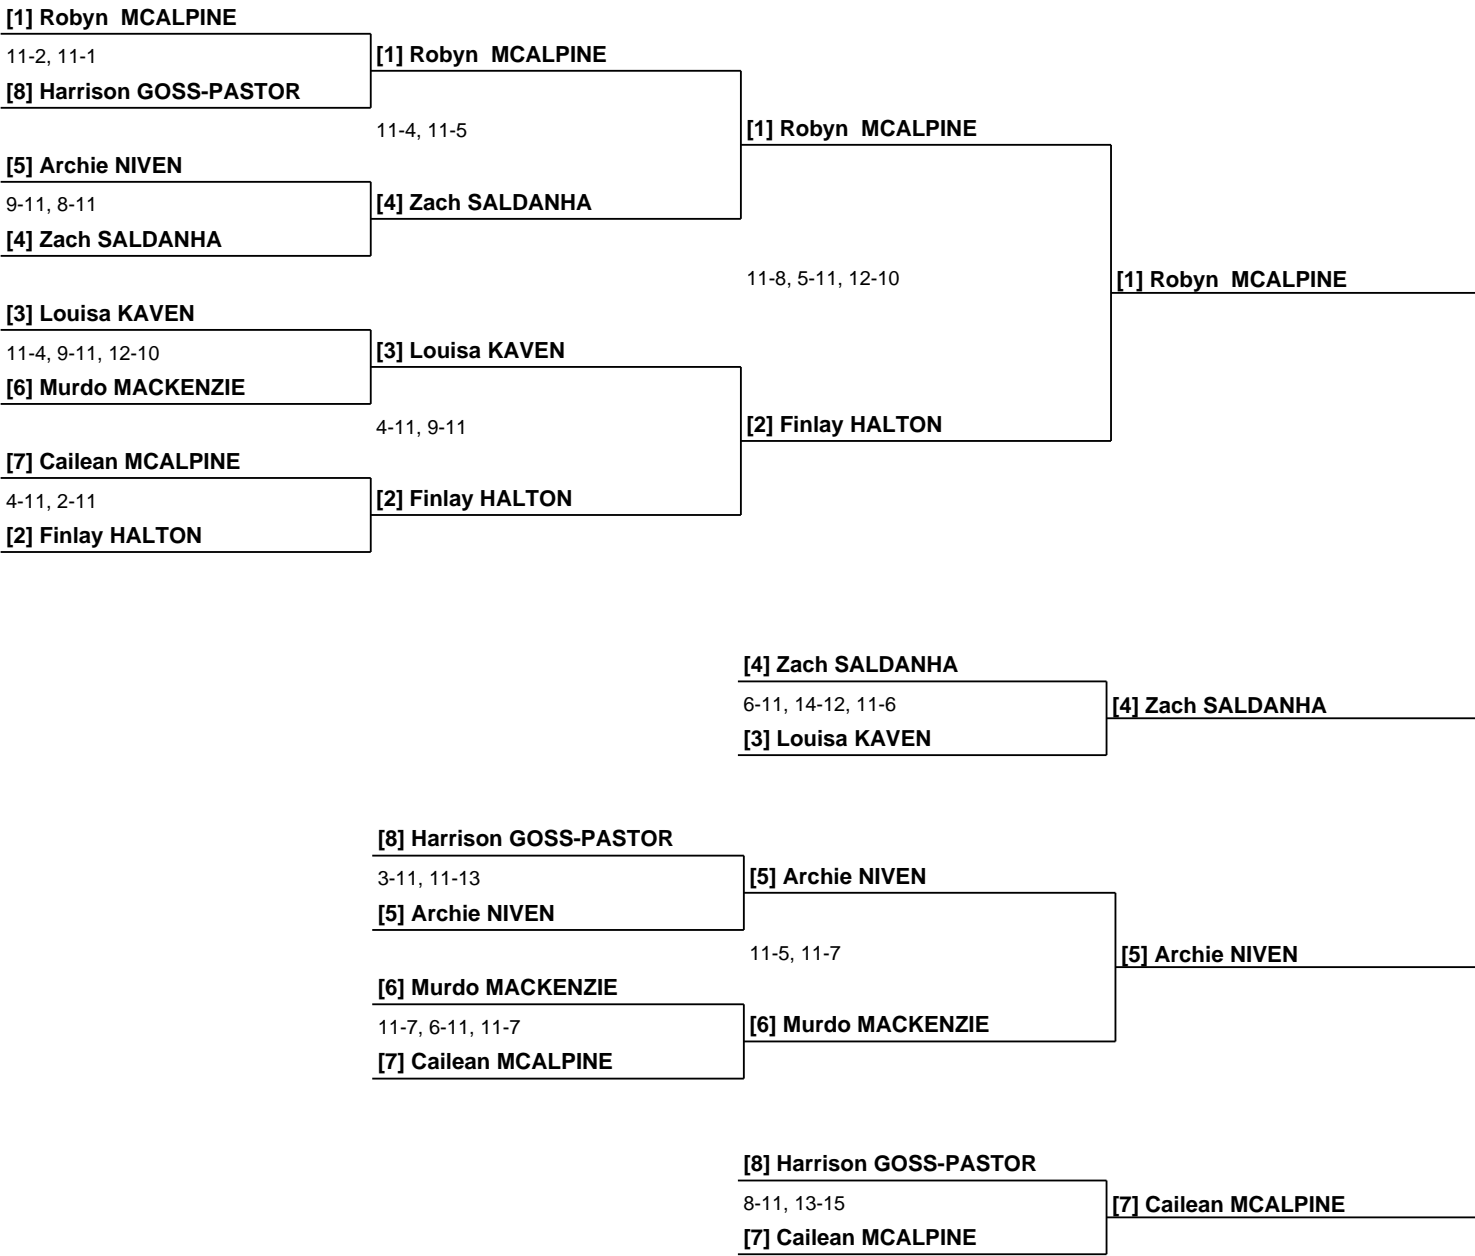 [1] Robyn  MCALPINE
11-2, 11-1
[1] Robyn  MCALPINE
[8] Harrison GOSS-PASTOR
11-4, 11-5
[1] Robyn  MCALPINE
[5] Archie NIVEN
9-11, 8-11
[4] Zach SALDANHA
[4] Zach SALDANHA
11-8, 5-11, 12-10
[1] Robyn  MCALPINE
[3] Louisa KAVEN
11-4, 9-11, 12-10
[3] Louisa KAVEN
[6] Murdo MACKENZIE
4-11, 9-11
[2] Finlay HALTON
[7] Cailean MCALPINE
4-11, 2-11
[2] Finlay HALTON
[2] Finlay HALTON
[4] Zach SALDANHA
6-11, 14-12, 11-6
[4] Zach SALDANHA
[3] Louisa KAVEN
[8] Harrison GOSS-PASTOR
3-11, 11-13
[5] Archie NIVEN
[5] Archie NIVEN
11-5, 11-7
[5] Archie NIVEN
[6] Murdo MACKENZIE
11-7, 6-11, 11-7
[6] Murdo MACKENZIE
[7] Cailean MCALPINE
[8] Harrison GOSS-PASTOR
8-11, 13-15
[7] Cailean MCALPINE
[7] Cailean MCALPINE